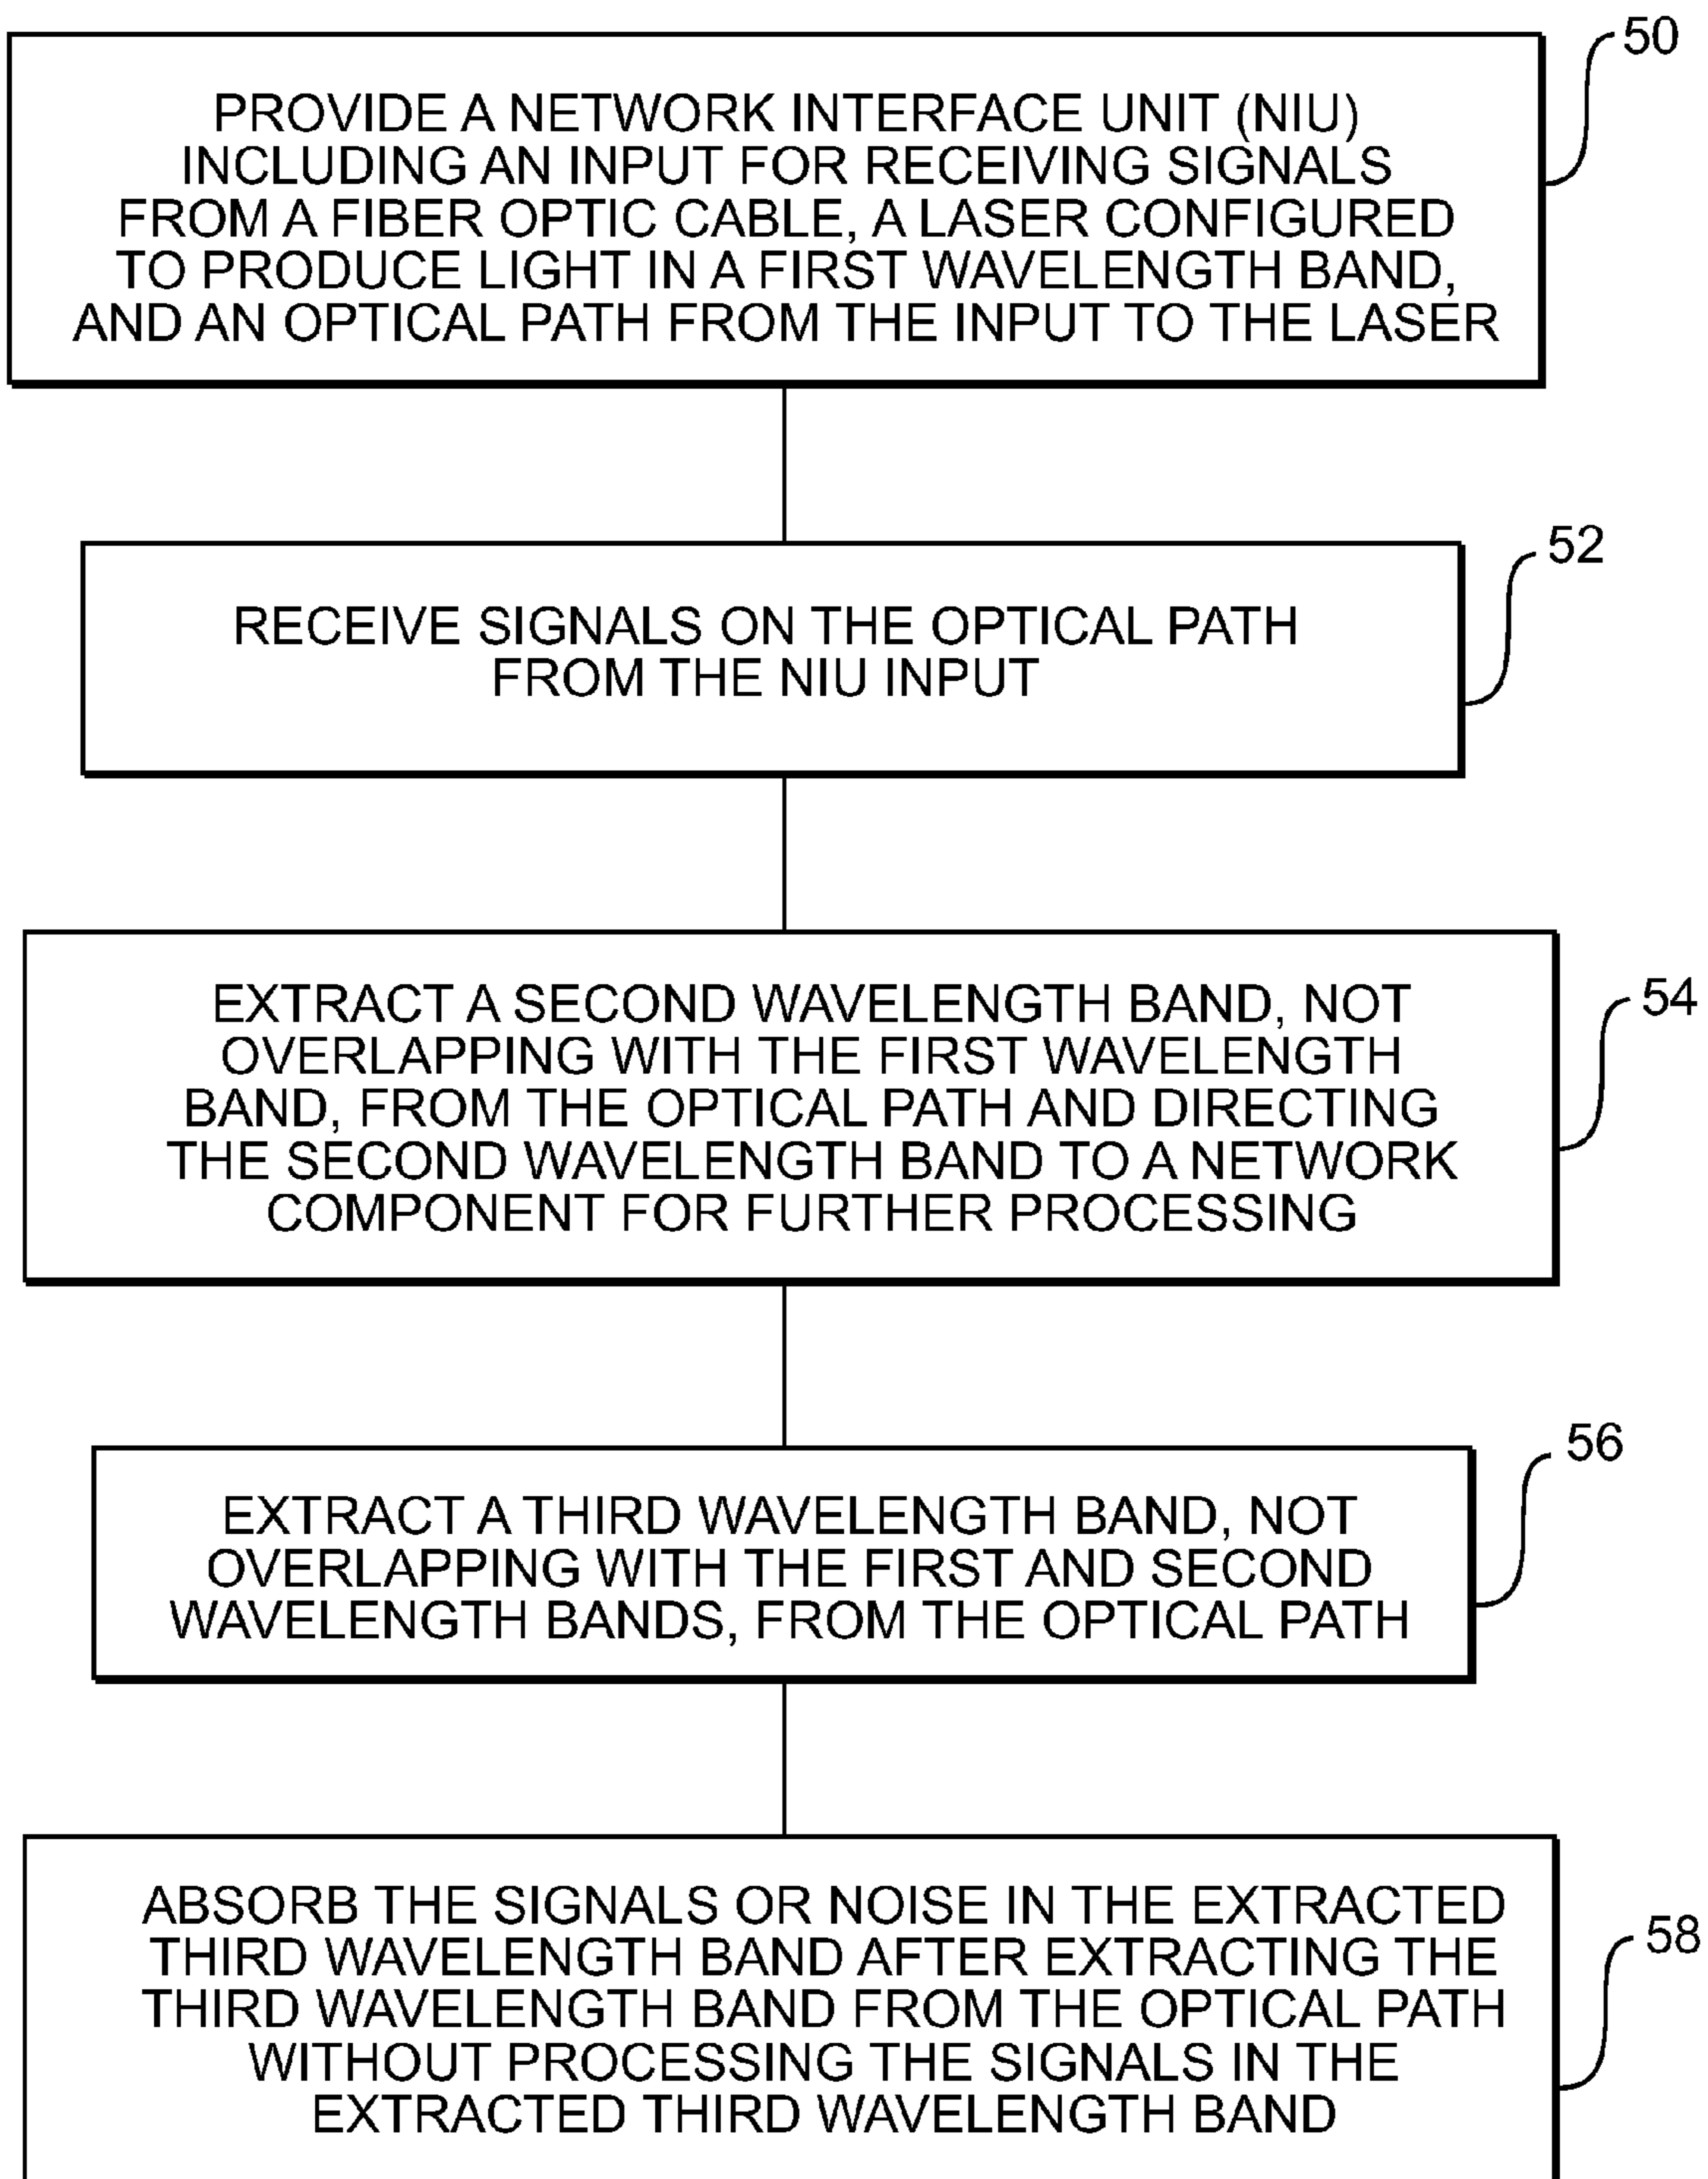 50
PROVIDE A NETWORK INTERFACE UNIT (NIU)
INCLUDING AN INPUT FOR RECEIVING SIGNALS
FROM A FIBER OPTIC CABLE, A LASER CONFIGURED
TO PRODUCE LIGHT IN A FIRST WAVELENGTH BAND,
AND AN OPTICAL PATH FROM THE INPUT TO THE LASER
52
RECEIVE SIGNALS ON THE OPTICAL PATH
FROM THE NIU INPUT
54
EXTRACT A SECOND WAVELENGTH BAND, NOT
OVERLAPPING WITH THE FIRST WAVELENGTH
BAND, FROM THE OPTICAL PATH AND DIRECTING
THE SECOND WAVELENGTH BAND TO A NETWORK
COMPONENT FOR FURTHER PROCESSING
56
EXTRACT A THIRD WAVELENGTH BAND, NOT
OVERLAPPING WITH THE FIRST AND SECOND
WAVELENGTH BANDS, FROM THE OPTICAL PATH
58
ABSORB THE SIGNALS OR NOISE IN THE EXTRACTED
THIRD WAVELENGTH BAND AFTER EXTRACTING THE
THIRD WAVELENGTH BAND FROM THE OPTICAL PATH
WITHOUT PROCESSING THE SIGNALS IN THE
EXTRACTED THIRD WAVELENGTH BAND